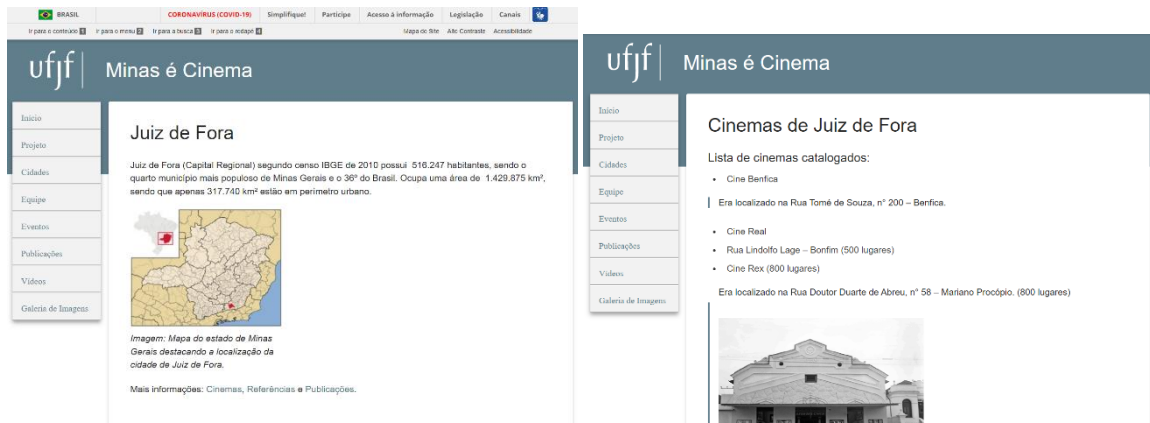 BRASIL CORONAVÍRUS (COVID-19) Simplifique! Participe Acesso à informação Legislação Canais
Ir para o conteúdo 1 Ir para o menu 2 Ir para a busca 3 Ir para o rodapé 4 Mapa do Site Alto Contraste Acessibilidade
ufjf Minas é Cinema
Início
Projeto
Cidades
Equipe
Eventos
Publicações
Vídeos
Galeria de Imagens
Juiz de Fora
Juiz de Fora (Capital Regional) segundo censo IBGE de 2010 possui 516.247 habitantes, sendo o
quarto município mais populoso de Minas Gerais e o 36º do Brasil. Ocupa uma área de 1.429.875 km²,
sendo que apenas 317.740 km² estão em perímetro urbano.
Imagem: Mapa do estado de Minas
Gerais destacando a localização da
cidade de Juiz de Fora.
Mais informações: Cinemas, Referências e Publicações.
ufjf Minas é Cinema
Início
Projeto
Cidades
Equipe
Eventos
Publicações
Vídeos
Galeria de Imagens
Cinemas de Juiz de Fora
Lista de cinemas catalogados:
• Cine Benfica
Era localizado na Rua Tomé de Souza, n° 200 – Benfica.
• Cine Real
• Rua Lindolfo Lage – Bonfim (500 lugares)
• Cine Rex (800 lugares)
Era localizado na Rua Doutor Duarte de Abreu, n° 58 – Mariano Procópio. (800 lugares)